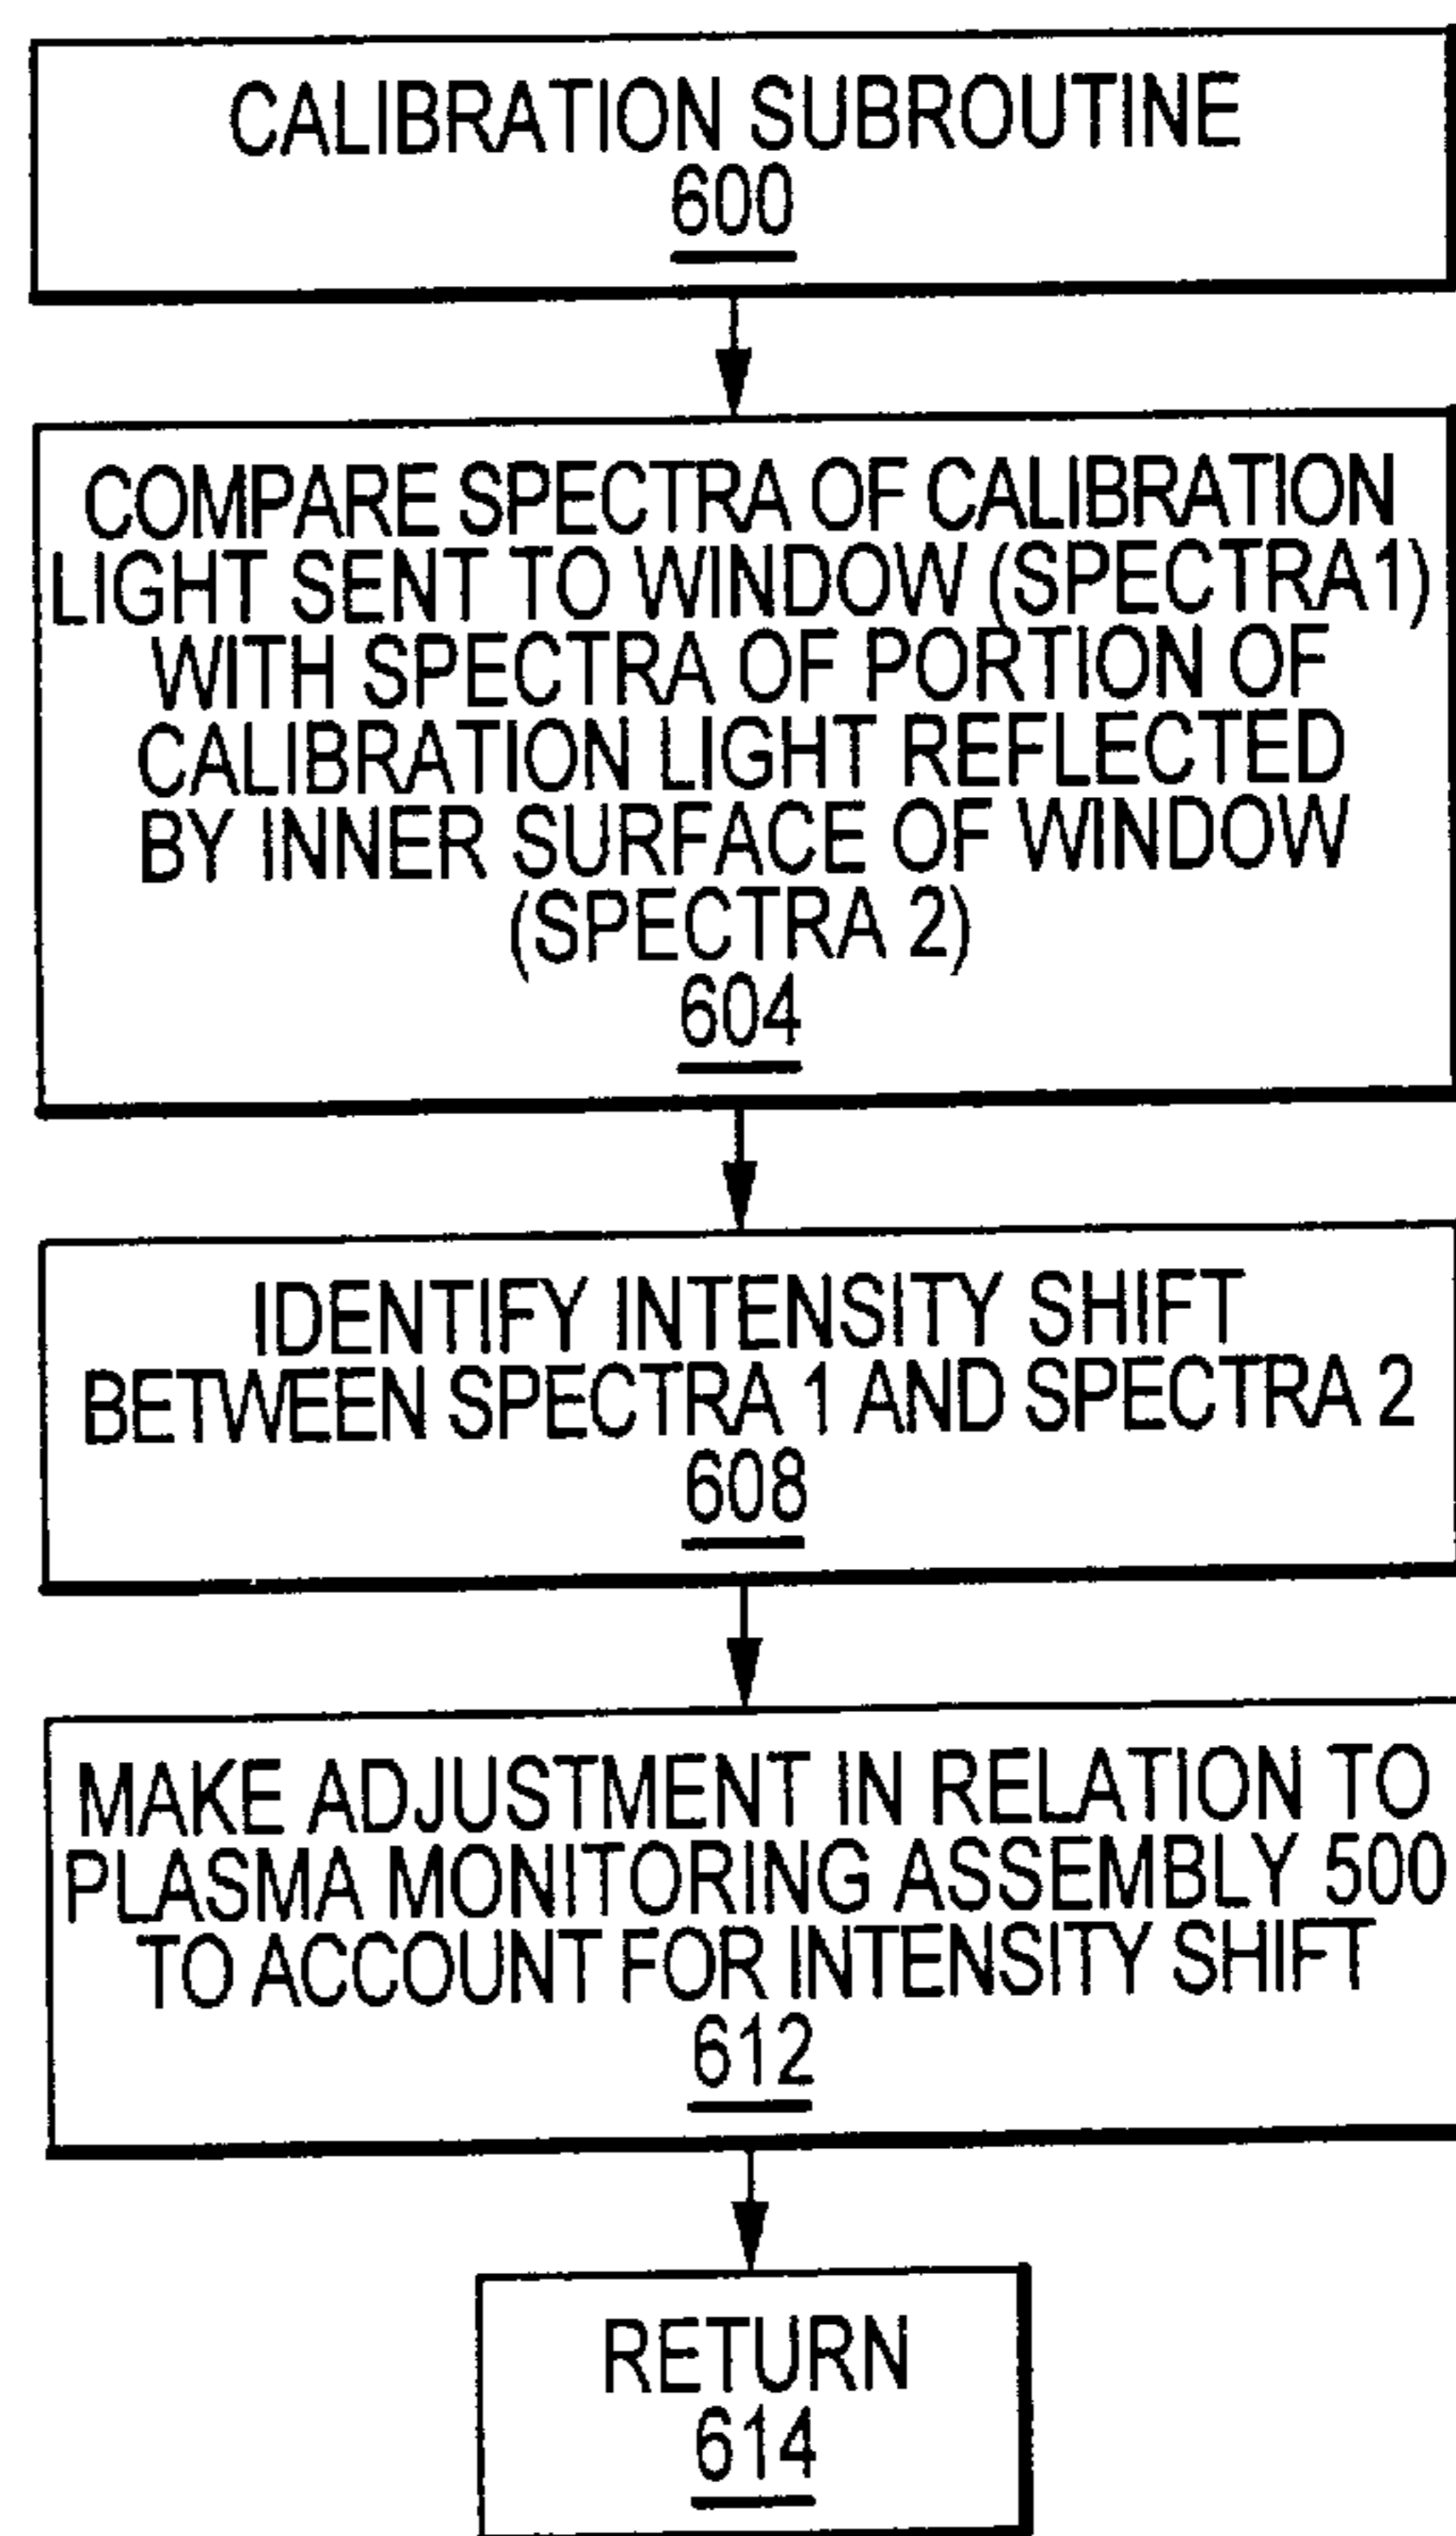 CALIBRATION SUBROUTINE
600
COMPARE SPECTRA OF CALIBRATION
LIGHT SENT TO WINDOW (SPECTRA1)
WITH SPECTRA OF PORTION OF
CALIBRATION LIGHT REFLECTED
BY INNER SURFACE OF WINDOW
(SPECTRA 2)
604
IDENTIFY INTENSITY SHIFT
BETWEEN SPECTRA 1 AND SPECTRA 2
608
MAKE ADJUSTMENT IN RELATION TO
PLASMA MONITORING ASSEMBLY 500
TO ACCOUNT FOR INTENSITY SHIFT
612
RETURN
614